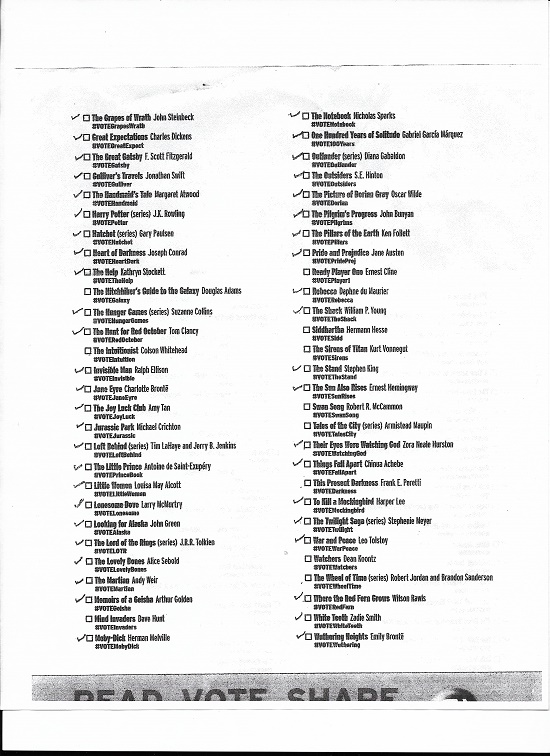 The Grapes of Wrath John Steinbeck
#VOTEGrapesWrath
Great Expectations Charles Dickens
#VOTEGreatExpect
The Great Gatsby F. Scott Fitzgerald
#VOTEGatsby
Gulliver's Travels Jonathan Swift
#VOTEGulliver
The Handmaid's Tale Margaret Atwood
#VOTEHandmaid
Harry Potter (series) J.K. Rowling
#VOTEPotter
Hatchet (series) Gary Paulsen
#VOTEHatchet
Heart of Darkness Joseph Conrad
#VOTEHeartDark
The Help Kathryn Stockett
#VOTETheHelp
The Hitchhiker's Guide to the Galaxy Douglas Adams
#VOTEGalaxy
The Hunger Games (series) Suzanne Collins
#VOTEHungerGames
The Hunt for Red October Tom Clancy
#VOTERedOctober
The Intuitionist Colson Whitehead
#VOTEIntuition
Invisible Man Ralph Ellison
#VOTEInvisible
Jane Eyre Charlotte Brontë
#VOTEJaneEyre
The Joy Luck Club Amy Tan
#VOTEJoyLuck
Jurassic Park Michael Crichton
#VOTEJurassic
Left Behind (series) Tim LaHaye and Jerry B. Jenkins
#VOTELeftBehind
The Little Prince Antoine de Saint-Exupéry
#VOTEPrinceBook
Little Women Louisa May Alcott
#VOTELittleWomen
Lonesome Dove Larry McMurtry
#VOTELonesome
Looking for Alaska John Green
#VOTEAlaska
The Lord of the Rings (series) J.R.R. Tolkien
#VOTELOTR
The Lovely Bones Alice Sebold
#VOTELovelyBones
The Martian Andy Weir
#VOTEMartian
Memoirs of a Geisha Arthur Golden
#VOTEGeisha
Mind Invaders Dave Hunt
#VOTEInvaders
Moby-Dick Herman Melville
#VOTEMobyDick
The Notebook Nicholas Sparks
#VOTENotebook
One Hundred Years of Solitude Gabriel García Márquez
#VOTE100Years
Outlander (series) Diana Gabaldon
#VOTEOutlander
The Outsiders S.E. Hinton
#VOTEOutsiders
The Picture of Dorian Gray Oscar Wilde
#VOTEDorian
The Pilgrim's Progress John Bunyan
#VOTEPilgrims
The Pillars of the Earth Ken Follett
#VOTEPillars
Pride and Prejudice Jane Austen
#VOTEPridePrej
Ready Player One Ernest Cline
#VOTEPlayer1
Rebecca Daphne du Maurier
#VOTERebecca
The Shack William P. Young
#VOTETheShack
Siddhartha Hermann Hesse
#VOTESidd
The Sirens of Titan Kurt Vonnegut
#VOTESirens
The Stand Stephen King
#VOTETheStand
The Sun Also Rises Ernest Hemingway
#VOTESunRises
Swan Song Robert R. McCammon
#VOTESwanSong
Tales of the City (series) Armistead Maupin
#VOTETalesCity
Their Eyes Were Watching God Zora Neale Hurston
#VOTEWatchingGod
Things Fall Apart Chinua Achebe
#VOTEFallApart
This Present Darkness Frank E. Peretti
#VOTEDarkness
To Kill a Mockingbird Harper Lee
#VOTEMockingbird
The Twilight Saga (series) Stephenie Meyer
#VOTETwilight
War and Peace Leo Tolstoy
#VOTEWarPeace
Watchers Dean Koontz
#VOTEWatchers
The Wheel of Time (series) Robert Jordan and Brandon Sanderson
#VOTEWheelTime
Where the Red Fern Grows Wilson Rawls
#VOTERedFern
White Teeth Zadie Smith
#VOTEWhiteTeeth
Wuthering Heights Emily Brontë
#VOTEWuthering
READ VOTE SHARE